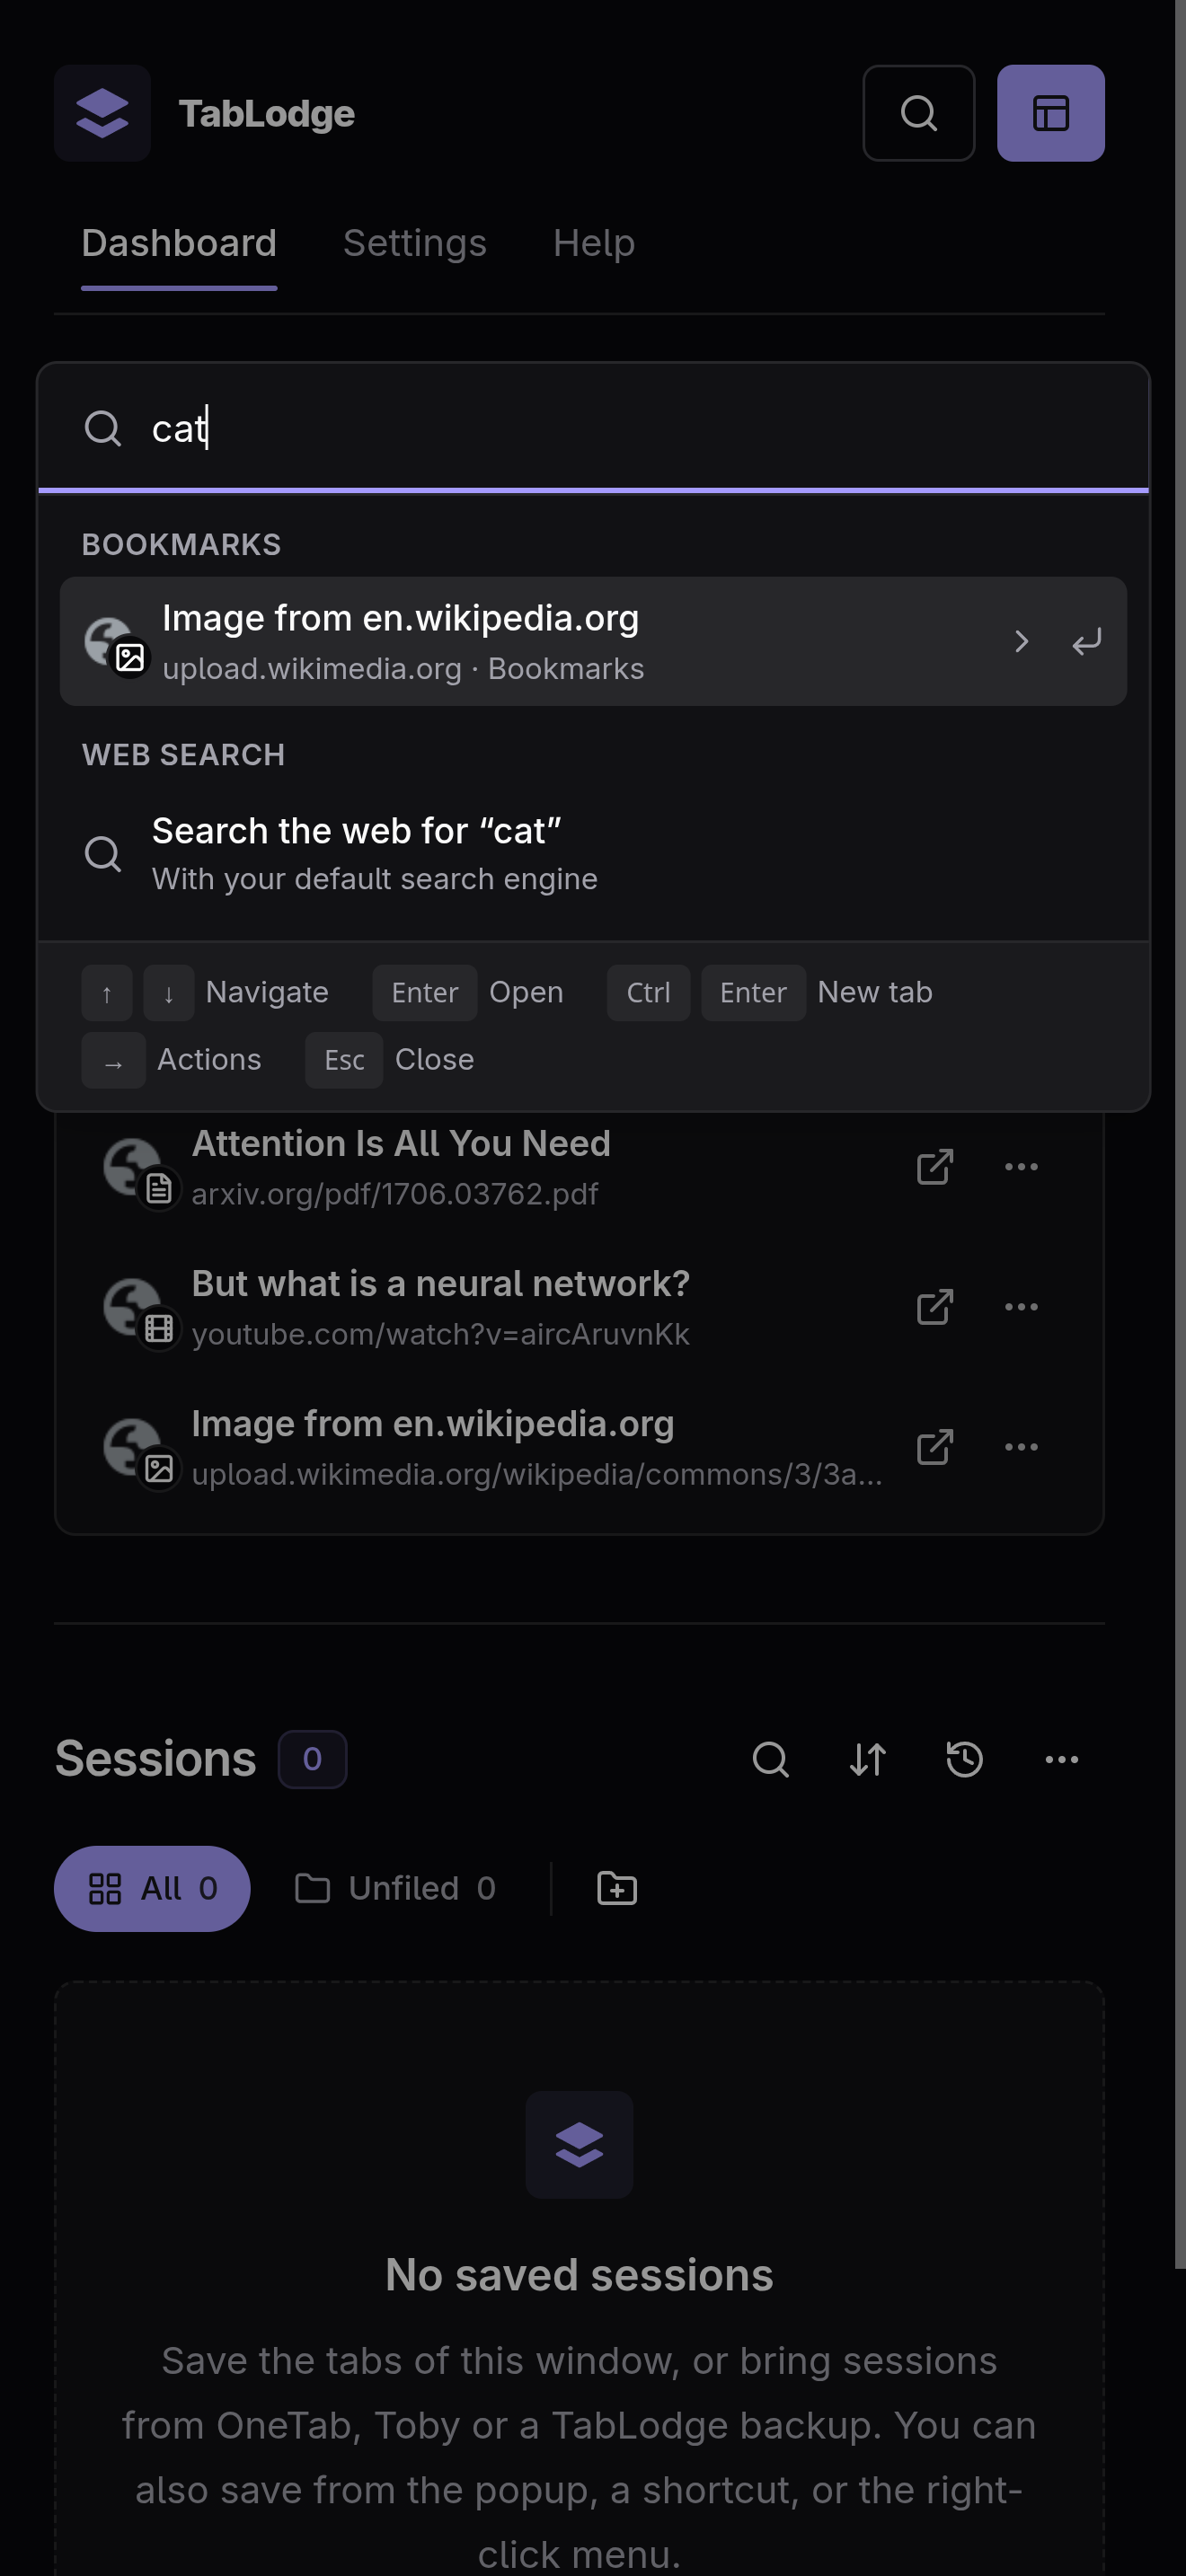 TabLodge
Dashboard Settings Help
cat
BOOKMARKS
Image from en.wikipedia.org
upload.wikimedia.org · Bookmarks
WEB SEARCH
Search the web for “cat”
With your default search engine
↑ ↓ Navigate Enter Open Ctrl Enter New tab
→ Actions Esc Close
Attention Is All You Need
arxiv.org/pdf/1706.03762.pdf
But what is a neural network?
youtube.com/watch?v=aircAruvnKk
Image from en.wikipedia.org
upload.wikimedia.org/wikipedia/commons/3/3a...
Sessions 0
All 0 Unfiled 0
No saved sessions
Save the tabs of this window, or bring sessions
from OneTab, Toby or a TabLodge backup. You can
also save from the popup, a shortcut, or the right-
click menu.